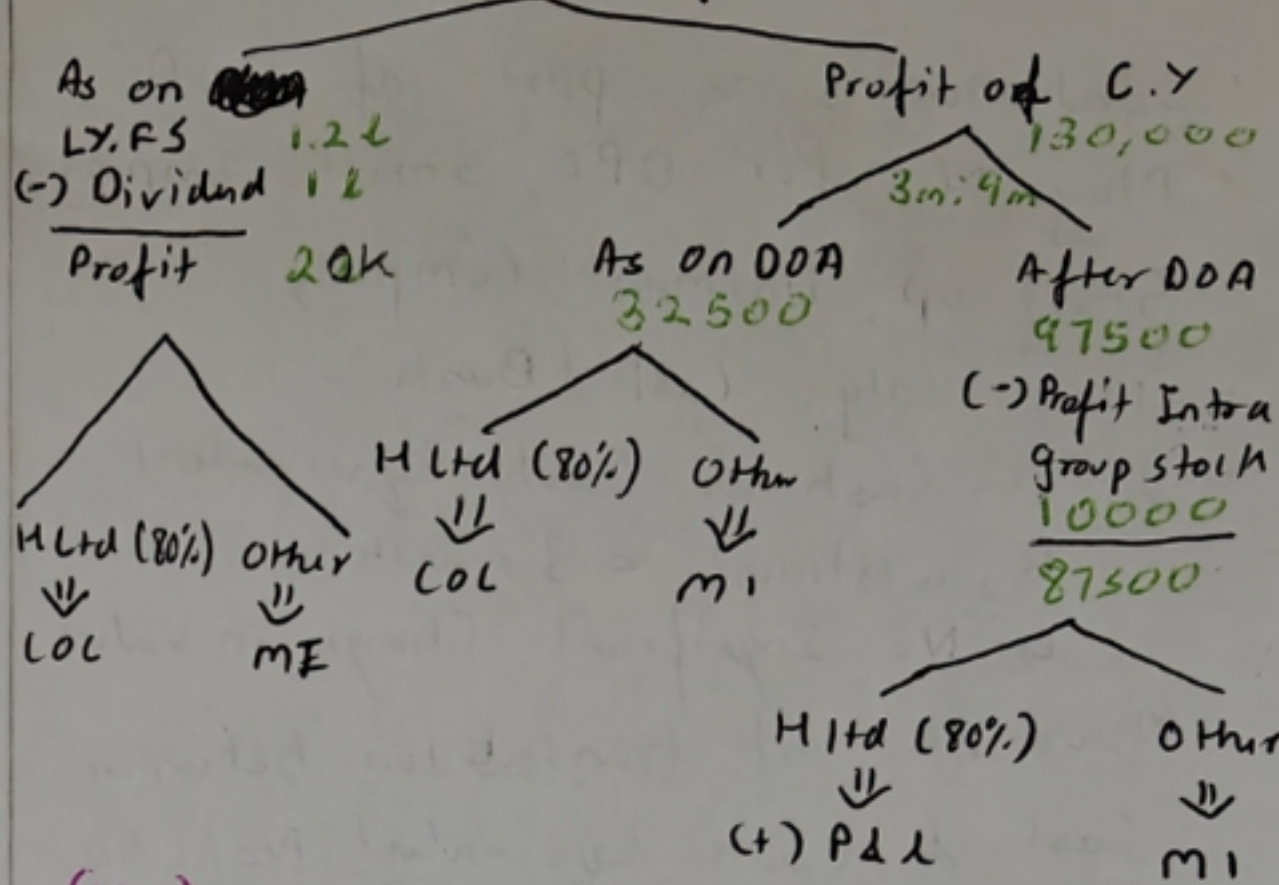 As on
LY. FS 1.2 l
(-) Dividend 1 l
Profit 20K
H Ltd (80%) Other
COC ME
Profit of C.Y
130,000
3m: 9m
As on DOA
32500
H Ltd (80%) Other
COC MI
After DOA
97500
(-) Profit Intra
group stock
10000
87500
H ltd (80%) Other
(+) P & L MI